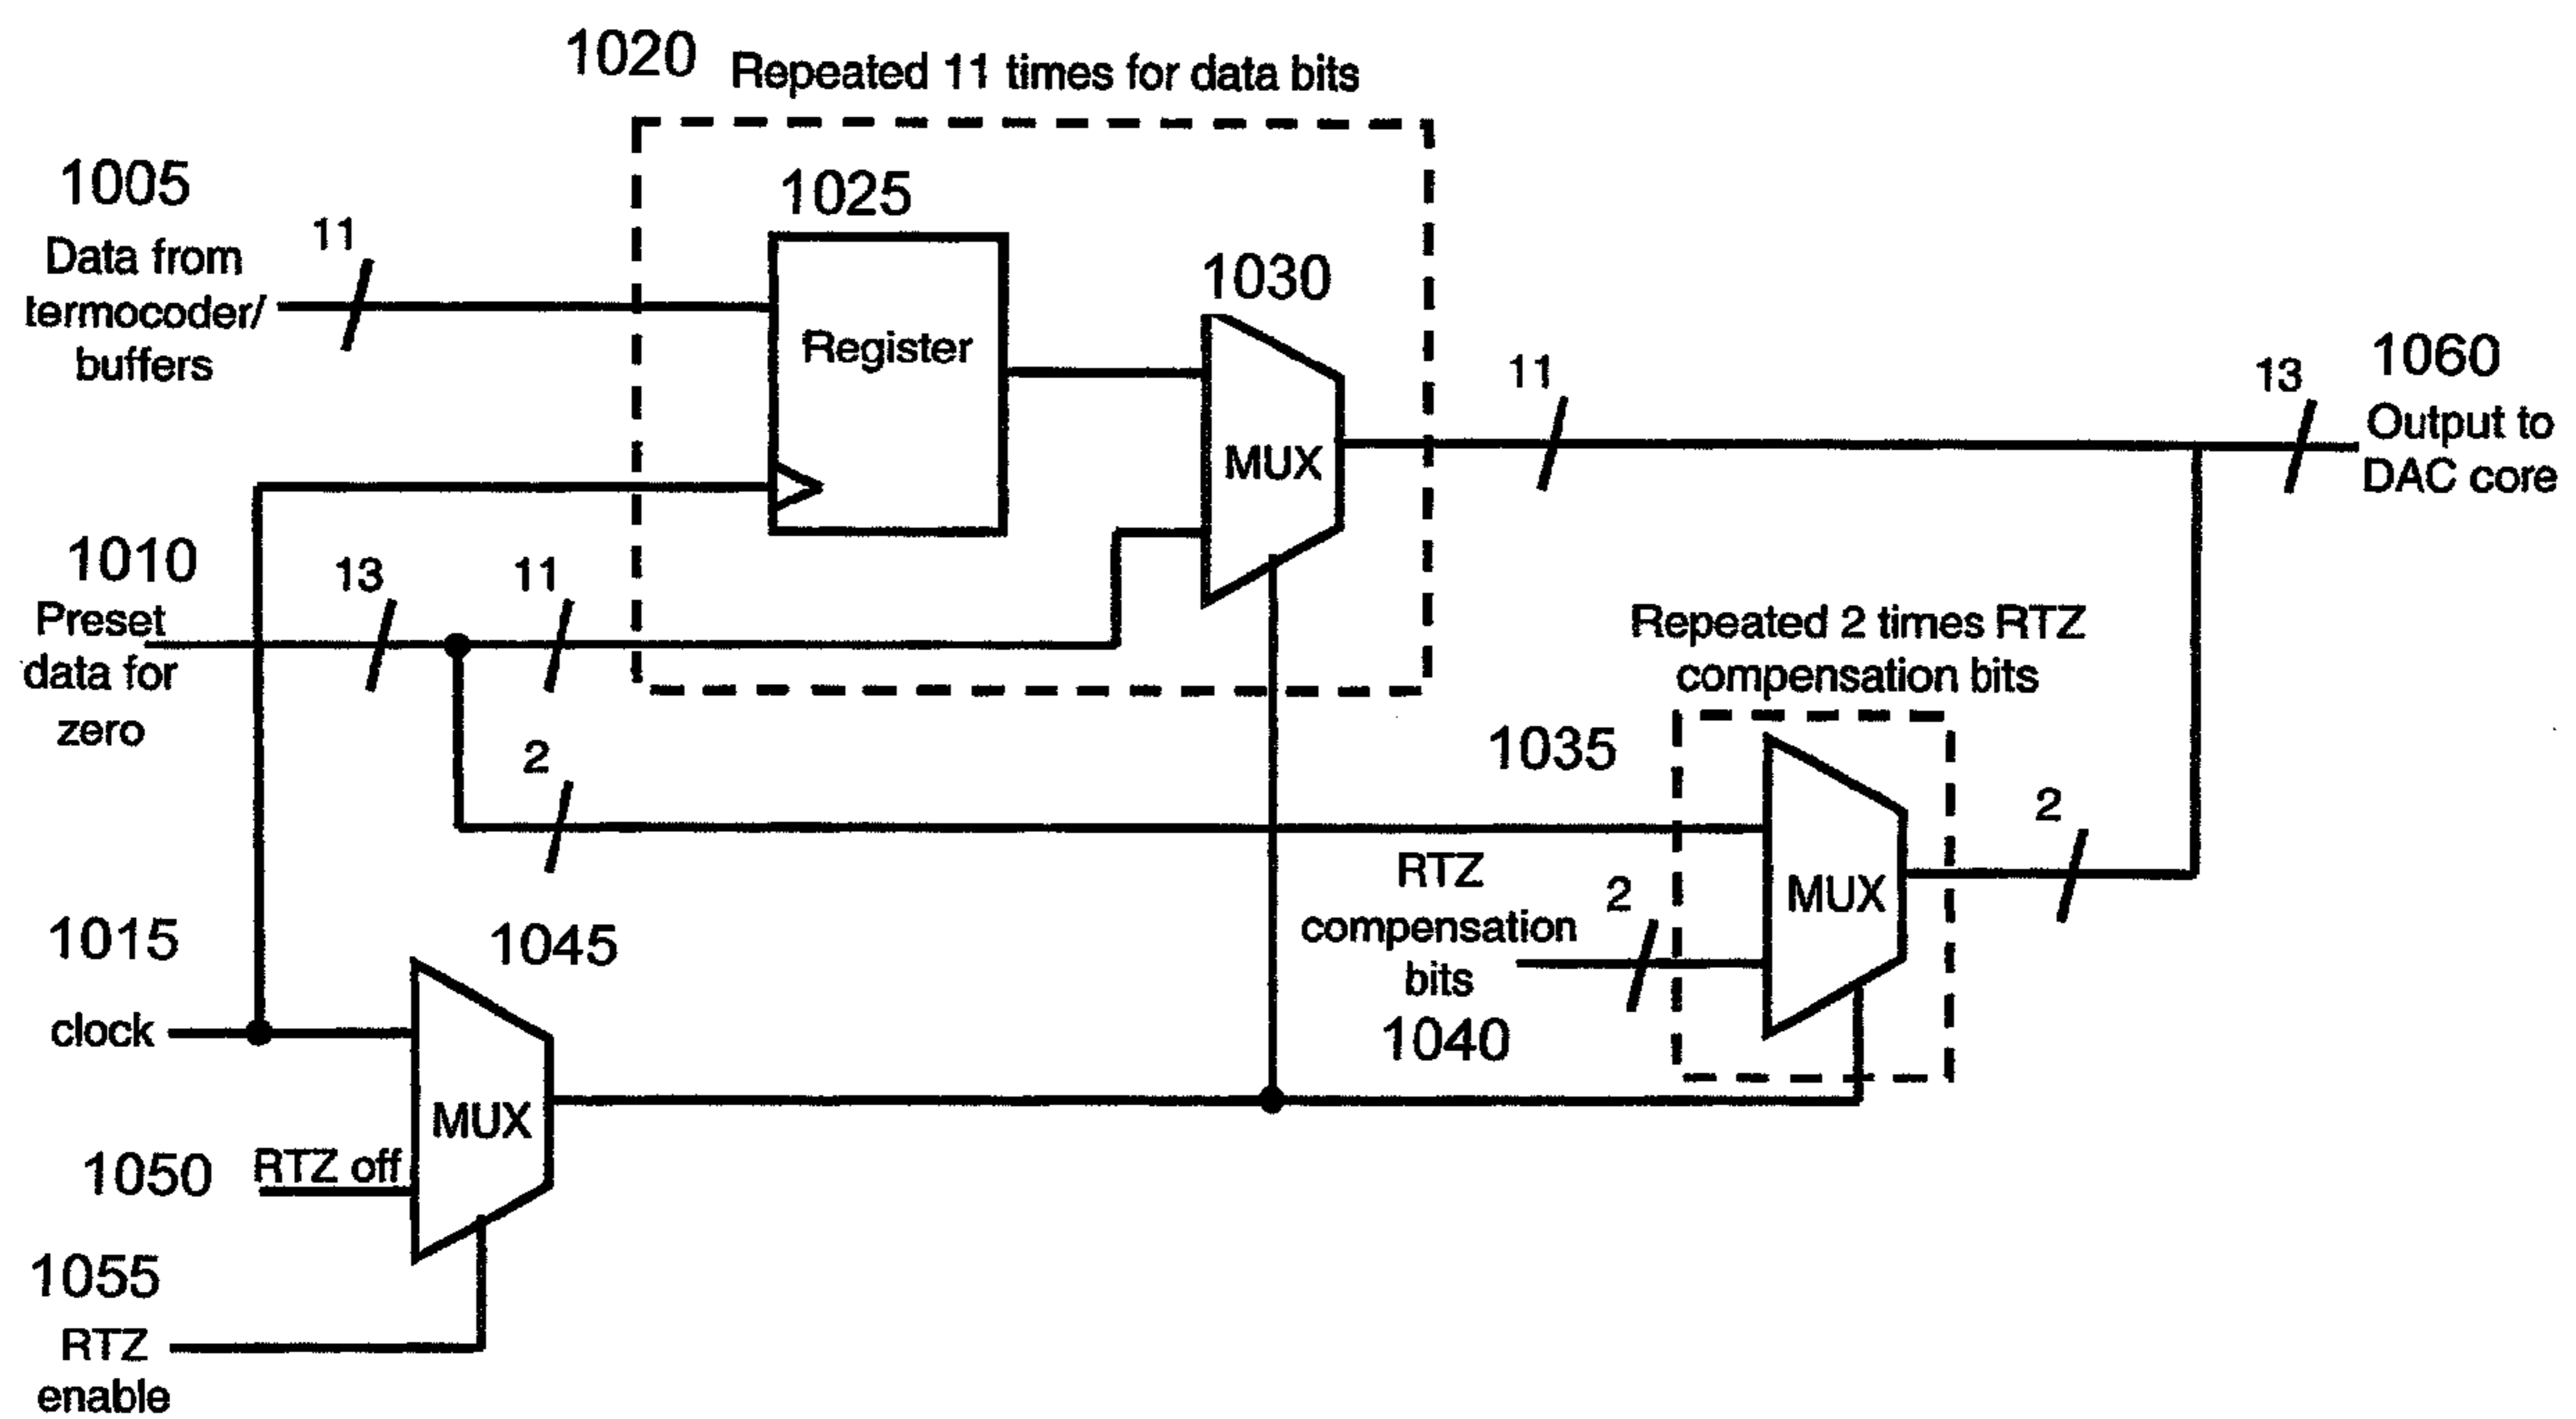 1020
Repeated 11 times for data bits
1005
Data from
termocoder/
buffers
11
1025
Register
1030
MUX
11
13
1060
Output to
DAC core
1010
Preset
data for
zero
13
11
2
Repeated 2 times RTZ
compensation bits
1035
MUX
2
RTZ
compensation
bits
1040
2
1015
clock
1045
MUX
1050
RTZ off
1055
RTZ
enable